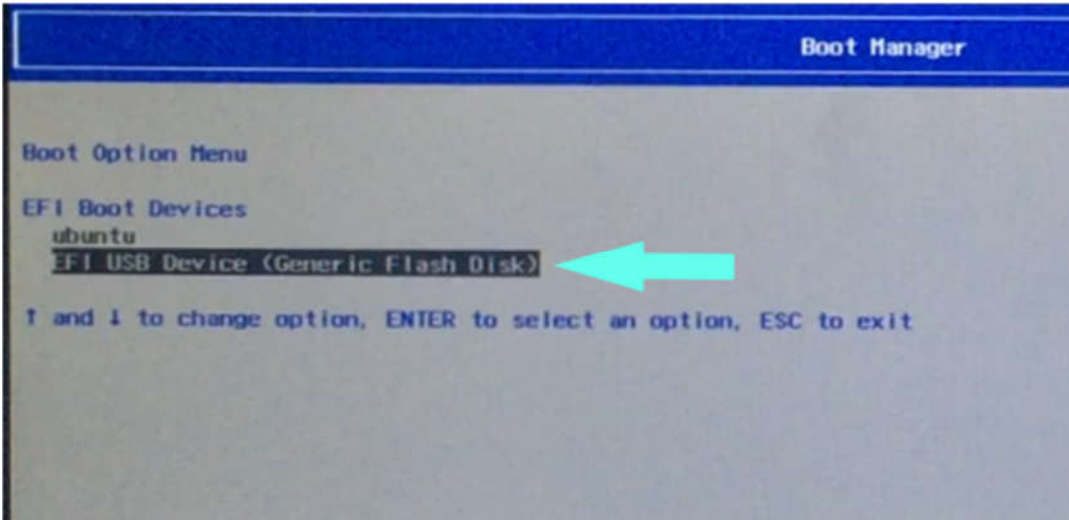 Boot Manager
Boot Option Menu
EFI Boot Devices
ubuntu
EFI USB Device (Generic Flash Disk)
↑ and ↓ to change option, ENTER to select an option, ESC to exit